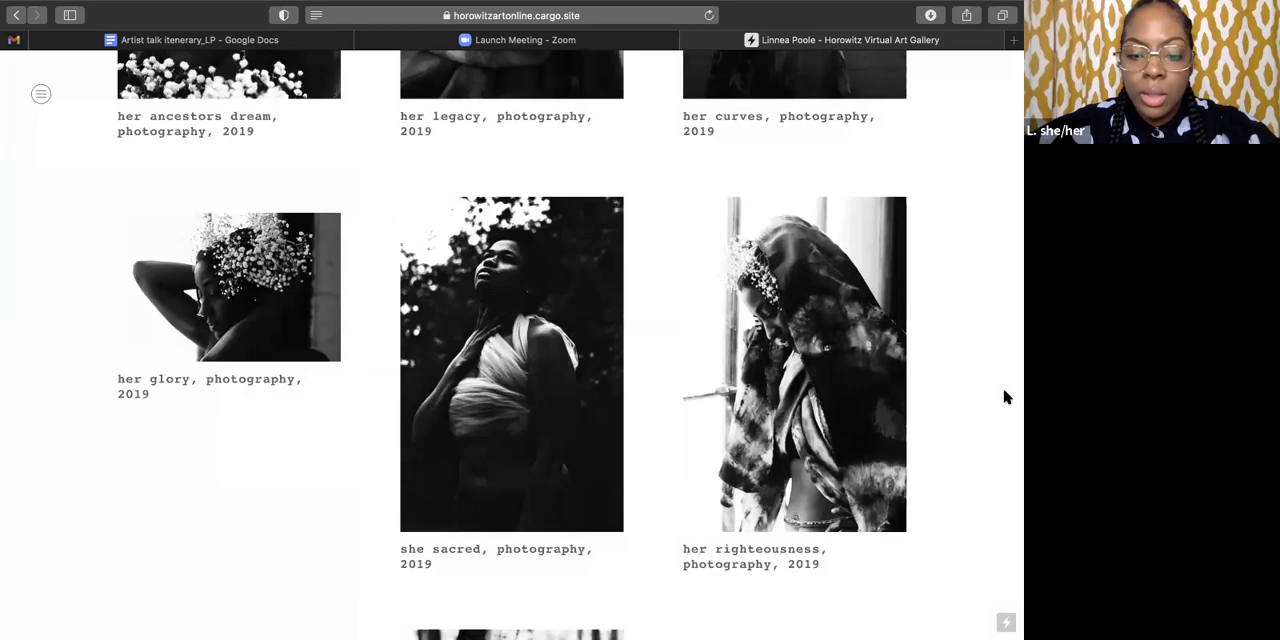 horowitzartonline.cargo.site
Artist talk itenerary_LP - Google Docs
Launch Meeting - Zoom
Linnea Poole - Horowitz Virtual Art Gallery
L. she/her
her ancestors dream,
photography, 2019
her legacy, photography,
2019
her curves, photography,
2019
her glory, photography,
2019
she sacred, photography,
2019
her righteousness,
photography, 2019